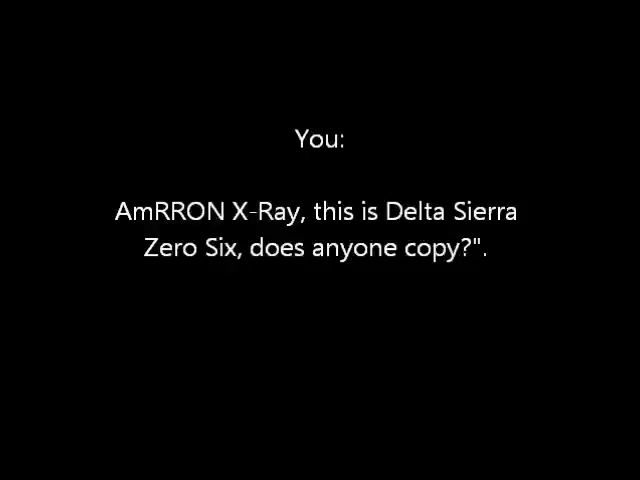 You:
AmRRON X-Ray, this is Delta Sierra
Zero Six, does anyone copy?".